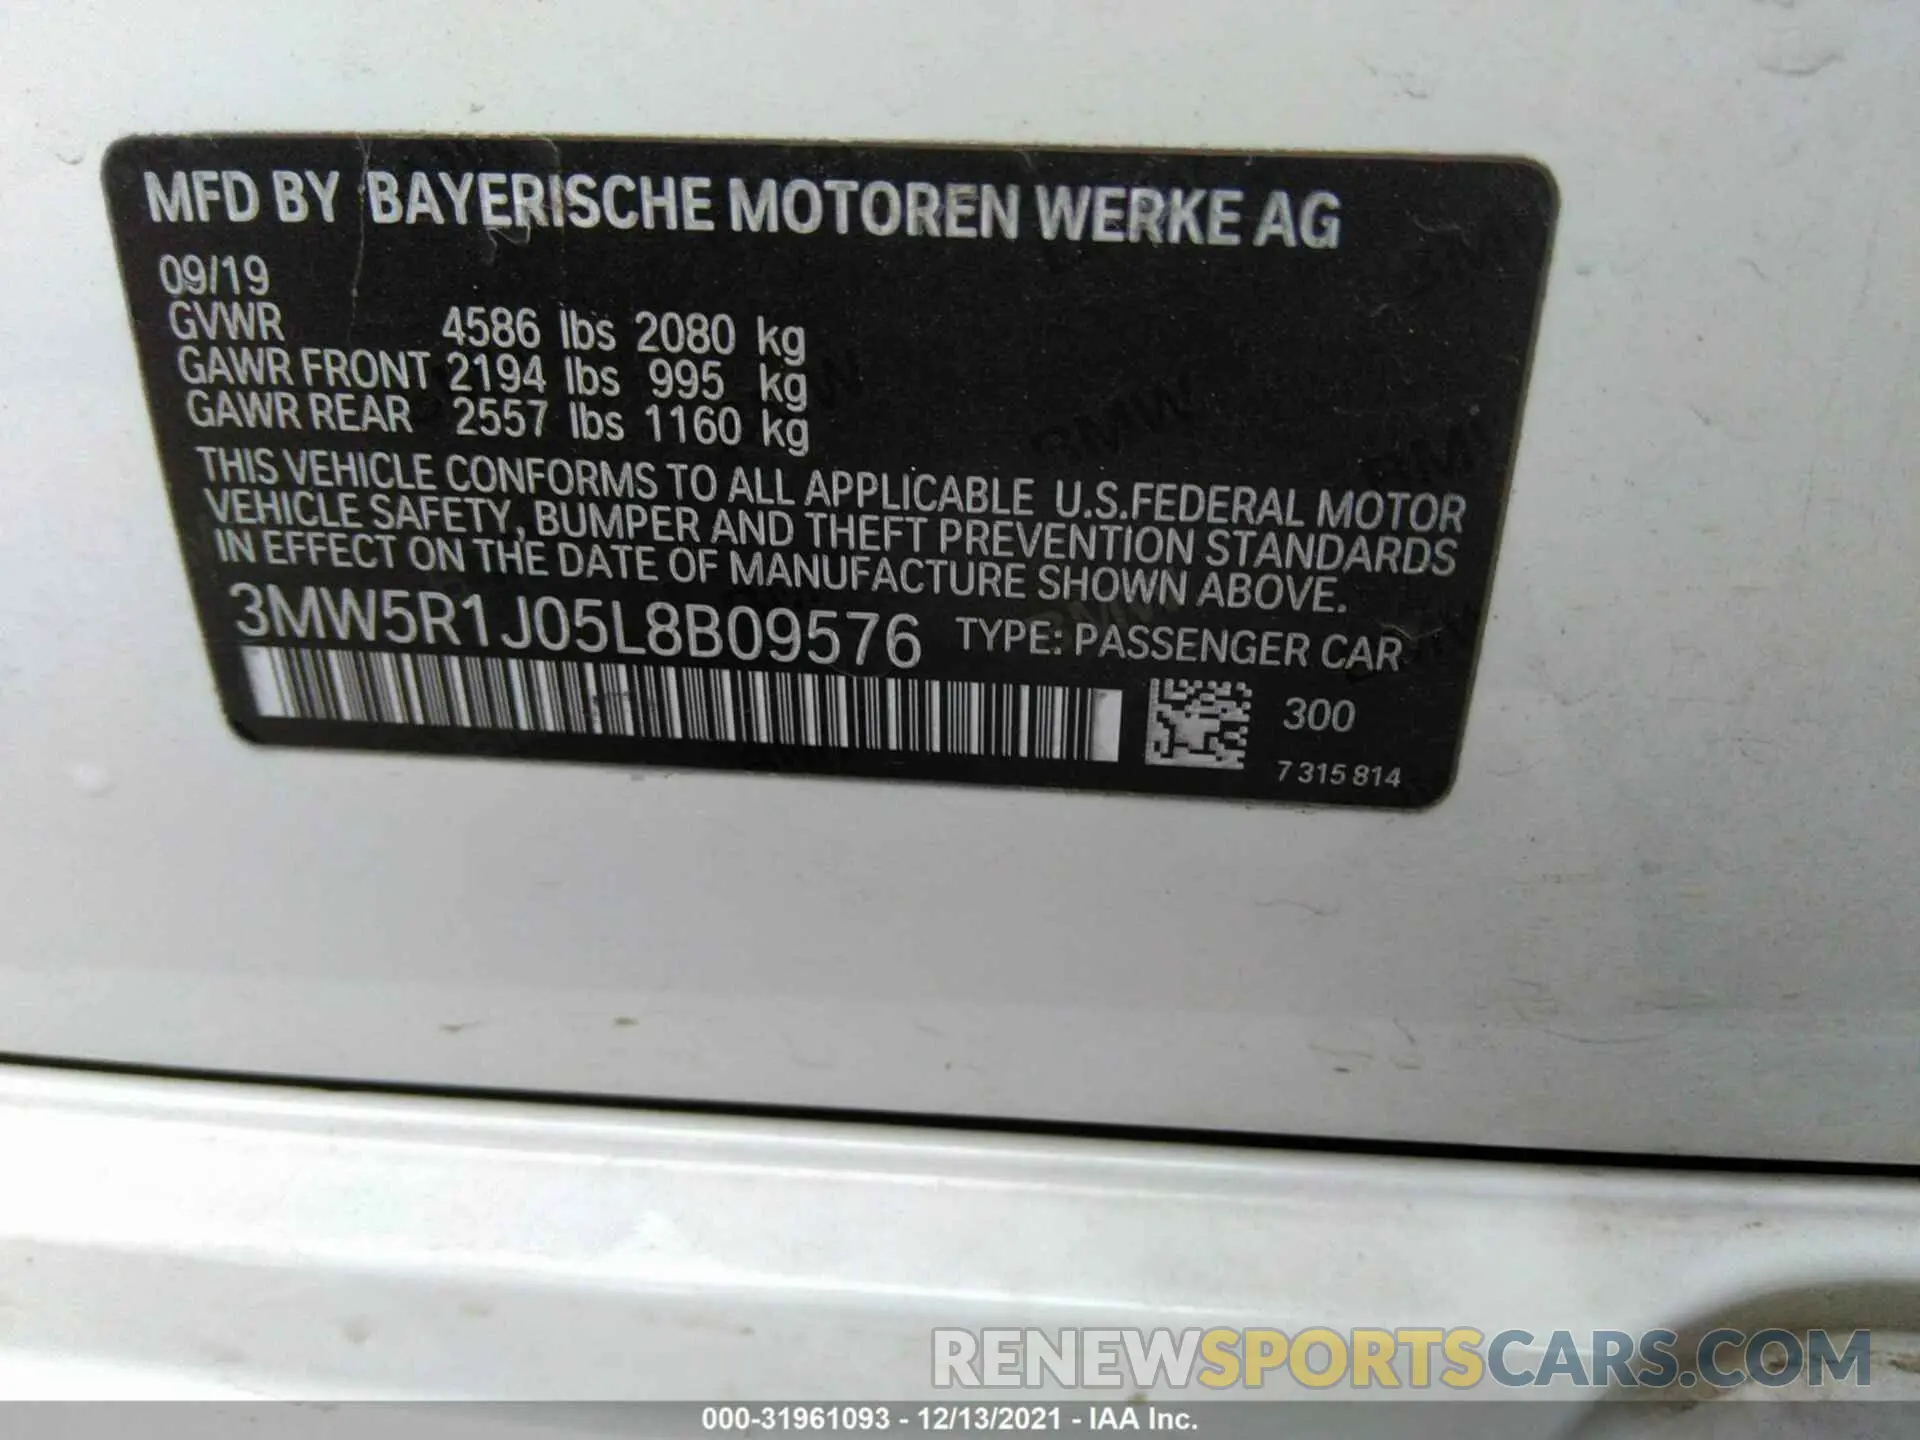 MFD BY BAYERISCHE MOTOREN WERKE AG
09/19
GVWR 4586 lbs 2080 kg
GAWR FRONT 2194 lbs 995 kg
GAWR REAR 2557 lbs 1160 kg
THIS VEHICLE CONFORMS TO ALL APPLICABLE U.S.FEDERAL MOTOR
VEHICLE SAFETY, BUMPER AND THEFT PREVENTION STANDARDS
IN EFFECT ON THE DATE OF MANUFACTURE SHOWN ABOVE.
3MW5R1J05L8B09576 TYPE: PASSENGER CAR
300
7 315 814
RENEWSPORTSCARS.COM
000-31961093 - 12/13/2021 - IAA Inc.